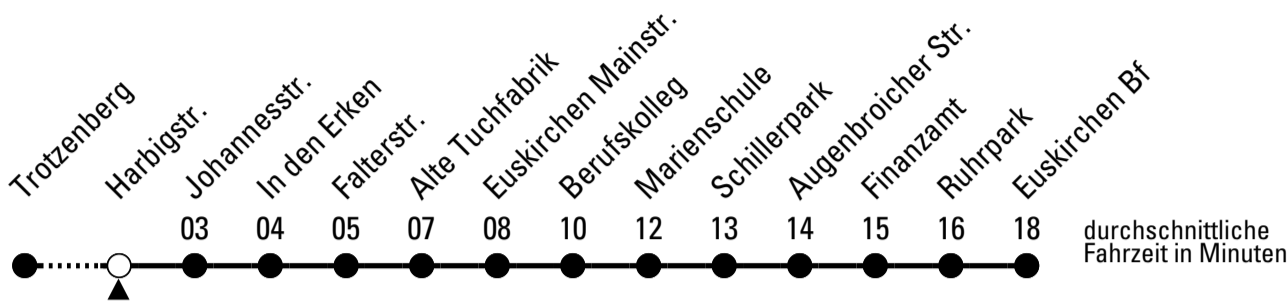 Trotzenberg
Harbigstr.
Johannesstr.
In den Erken
Falterstr.
Alte Tuchfabrik
Euskirchen Mainstr.
Berufskolleg
Marienschule
Schillerpark
Augenbroicher Str.
Finanzamt
Ruhrpark
Euskirchen Bf
03 04 05 07 08 10 12 13 14 15 16 18
durchschnittliche
Fahrzeit in Minuten